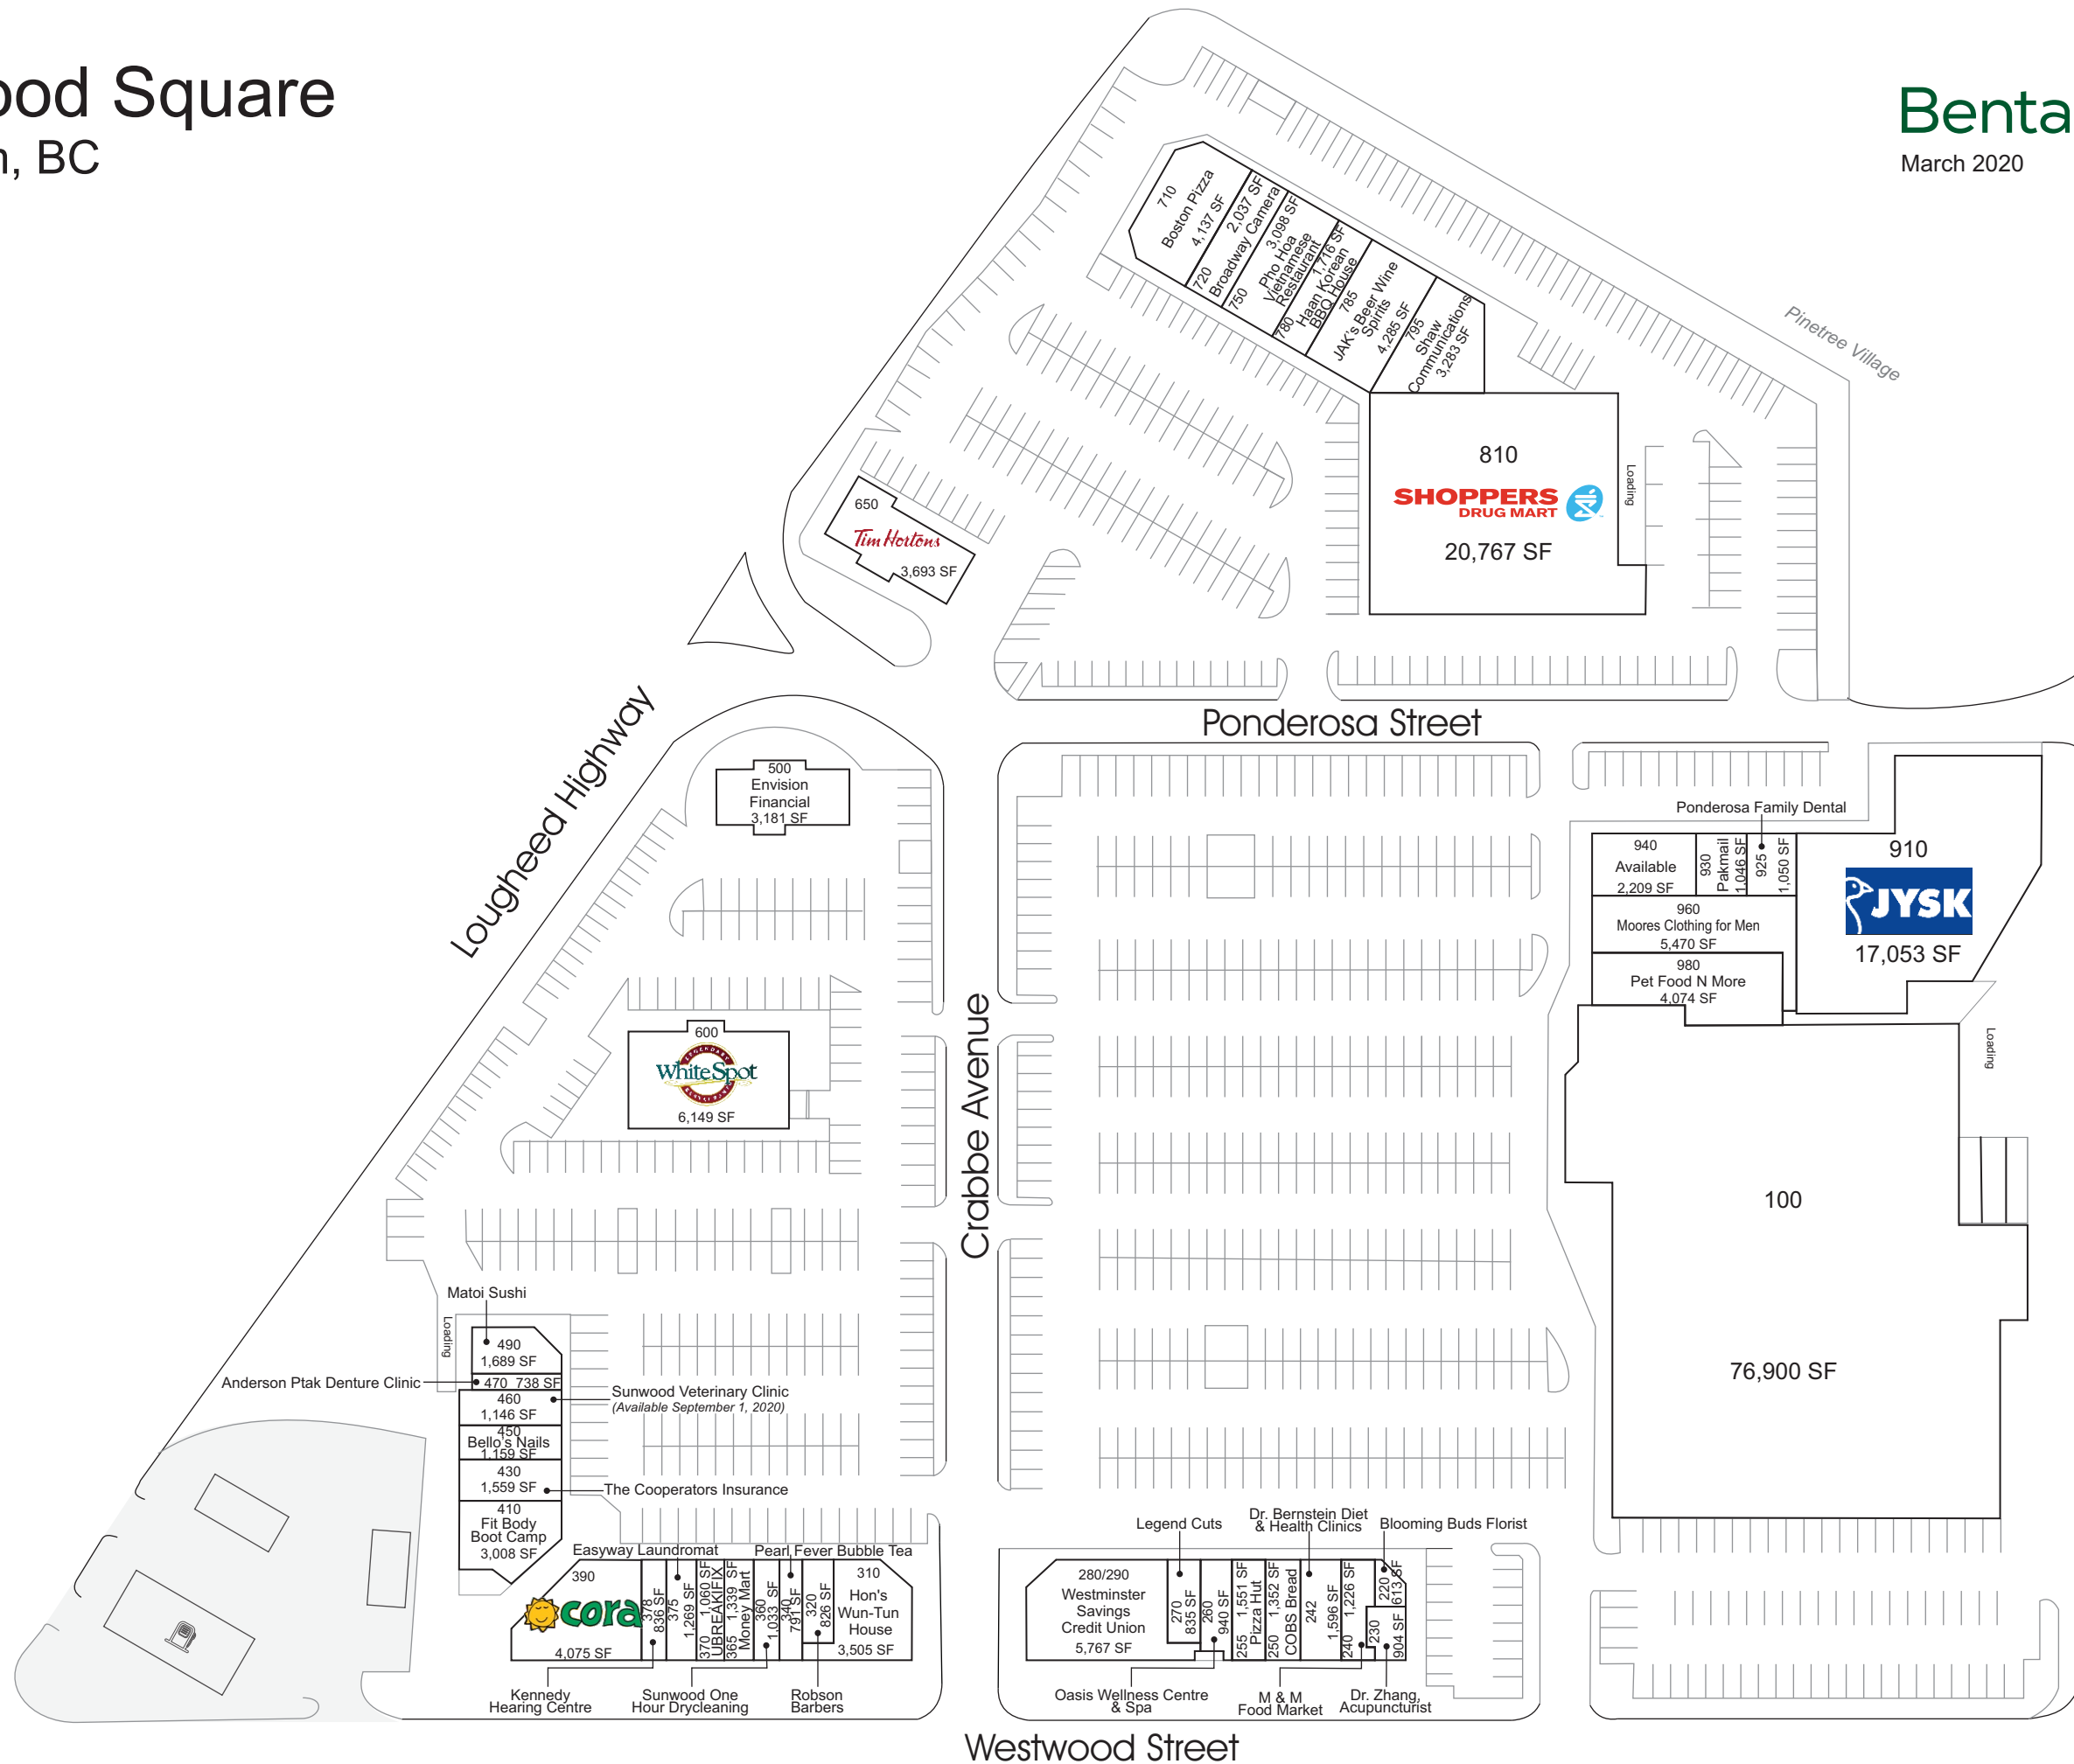 ood Square
n, BC
Benta
March 2020
Pinetree Village
710
Boston Pizza
4,137 SF
720
2,037 SF
Broadway Camera
750
3,098 SF
Pho Hoa
Vietnamese
Restaurant
780
1,716 SF
Haan Korean
BBQ House
785
JAK's Beer Wine
Spirits
4,285 SF
795
Shaw
Communications
3,283 SF
810
SHOPPERS
DRUG MART
20,767 SF
Loading
650
Tim Hortons
3,693 SF
Ponderosa Street
Lougheed Highway
Crabbe Avenue
500
Envision
Financial
3,181 SF
600
LEGENDARY
White Spot
6,149 SF
Ponderosa Family Dental
940
Available
2,209 SF
930
Pakmail
1,046 SF
925
1,050 SF
910
JYSK
17,053 SF
960
Moores Clothing for Men
5,470 SF
980
Pet Food N More
4,074 SF
Loading
100
76,900 SF
Matoi Sushi
Loading
490
1,689 SF
Anderson Ptak Denture Clinic
470 738 SF
460
1,146 SF
Sunwood Veterinary Clinic
(Available September 1, 2020)
450
Bello's Nails
1,159 SF
430
1,559 SF
The Cooperators Insurance
410
Fit Body
Boot Camp
3,008 SF
Easyway Laundromat
Pearl Fever Bubble Tea
390
cora
4,075 SF
378
836 SF
375
1,269 SF
370 1,060 SF
UBREAKIFIX
365 1,339 SF
Money Mart
360
1,033 SF
340
791 SF
320
826 SF
310
Hon's
Wun-Tun
House
3,505 SF
Kennedy
Hearing Centre
Sunwood One
Hour Drycleaning
Robson
Barbers
Legend Cuts
Dr. Bernstein Diet
& Health Clinics
Blooming Buds Florist
280/290
Westminster
Savings
Credit Union
5,767 SF
270
835 SF
260
940 SF
255 1,551 SF
Pizza Hut
250 1,352 SF
COBS Bread
242
1,596 SF
240 1,226 SF
220
613 SF
230
904 SF
Oasis Wellness Centre
& Spa
M & M
Food Market
Dr. Zhang,
Acupuncturist
Westwood Street